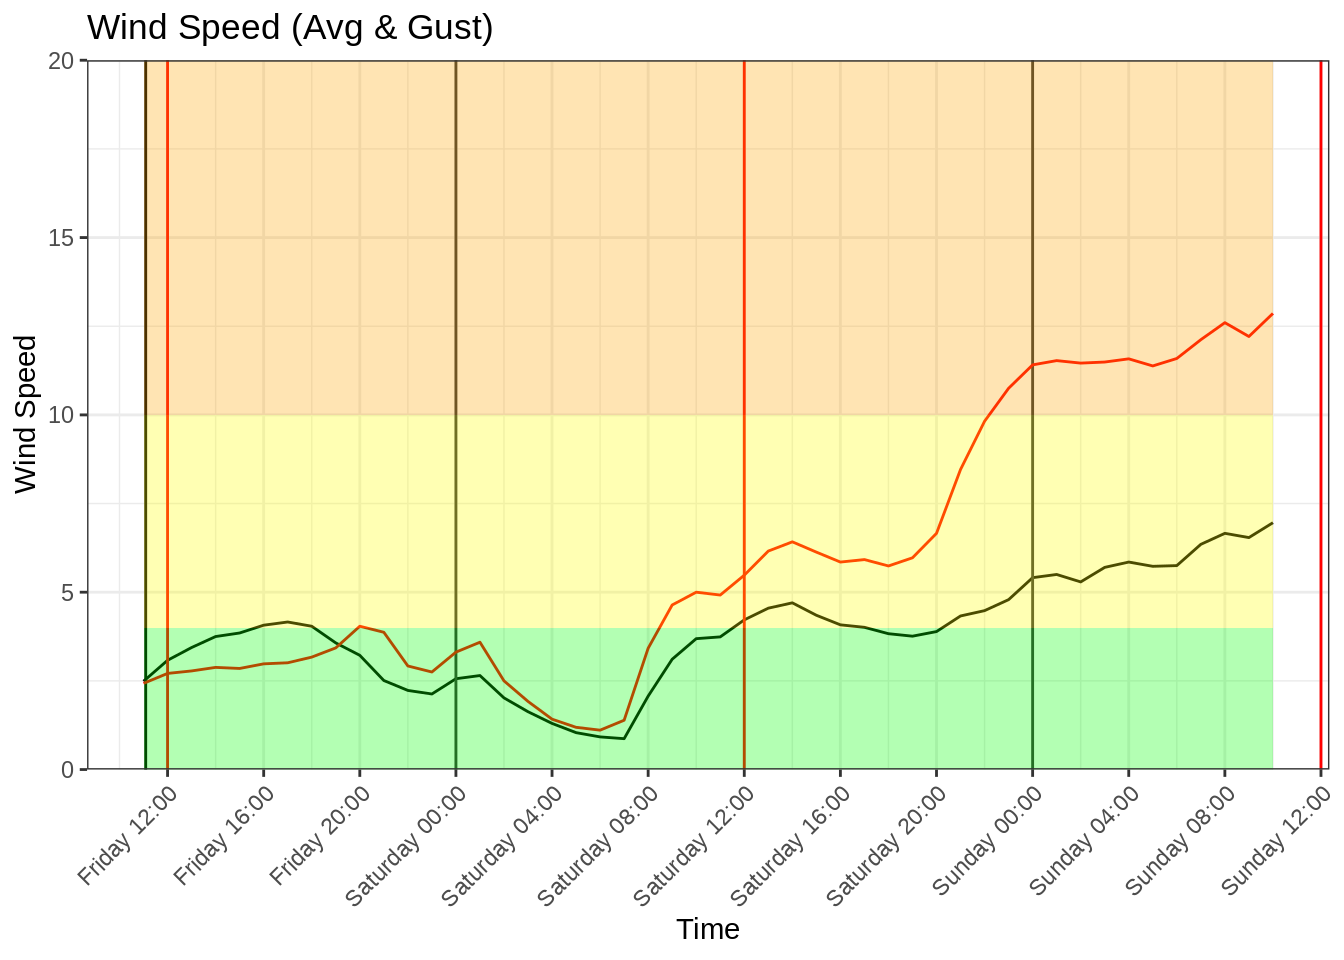 Wind Speed (Avg & Gust)
20
15
10
5
0
Wind Speed
Friday 12:00
Friday 16:00
Friday 20:00
Saturday 00:00
Saturday 04:00
Saturday 08:00
Saturday 12:00
Saturday 16:00
Saturday 20:00
Sunday 00:00
Sunday 04:00
Sunday 08:00
Sunday 12:00
Time